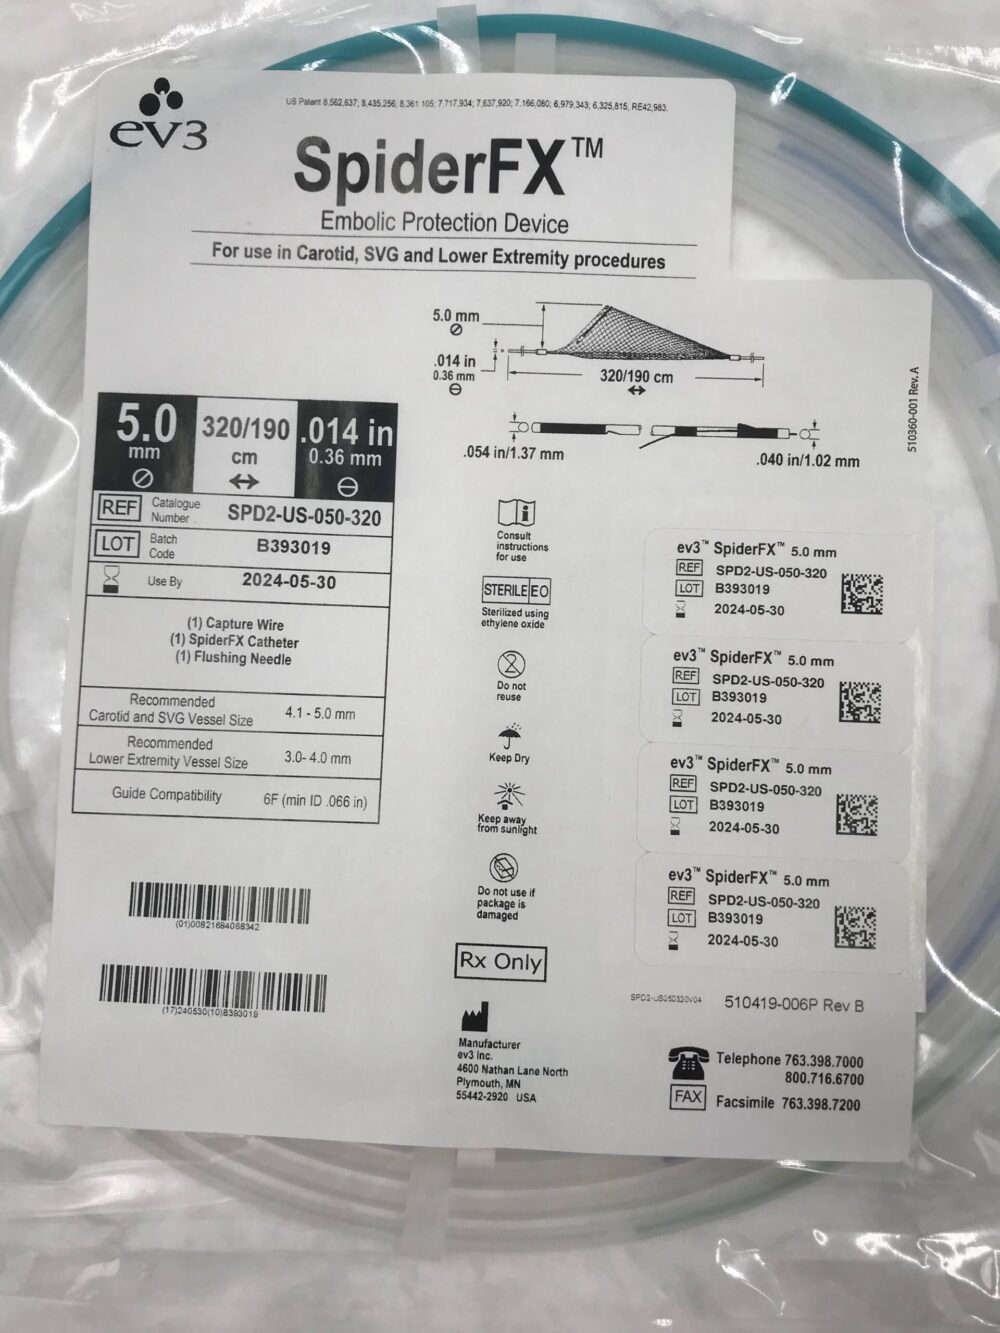 ev3
US Patent 8,562,637; 8,435,256; 8,361 105; 7,717,934; 7,637,920; 7,166,080; 6,979,343; 6,325,815, RE42,983.
SpiderFX™
Embolic Protection Device
For use in Carotid, SVG and Lower Extremity procedures
5.0 mm
.014 in
0.36 mm
320/190 cm
.054 in/1.37 mm
.040 in/1.02 mm
510360-001 Rev. A
5.0
mm
320/190
cm
.014 in
0.36 mm
REF Catalogue Number SPD2-US-050-320
LOT Batch Code B393019
Use By 2024-05-30
(1) Capture Wire
(1) SpiderFX Catheter
(1) Flushing Needle
Recommended
Carotid and SVG Vessel Size 4.1 - 5.0 mm
Recommended
Lower Extremity Vessel Size 3.0- 4.0 mm
Guide Compatibility 6F (min ID .066 in)
(01)00821684068342
(17)240530(10)B393019
Consult
instructions
for use
STERILE EO
Sterilized using
ethylene oxide
2
Do not
reuse
Keep Dry
Keep away
from sunlight
Do not use if
package is
damaged
Rx Only
Manufacturer
ev3 Inc.
4600 Nathan Lane North
Plymouth, MN
55442-2920 USA
ev3™ SpiderFX™ 5.0 mm
REF SPD2-US-050-320
LOT B393019
2024-05-30
ev3™ SpiderFX™ 5.0 mm
REF SPD2-US-050-320
LOT B393019
2024-05-30
ev3™ SpiderFX™ 5.0 mm
REF SPD2-US-050-320
LOT B393019
2024-05-30
ev3™ SpiderFX™ 5.0 mm
REF SPD2-US-050-320
LOT B393019
2024-05-30
SPD2-US050320V04 510419-006P Rev B
Telephone 763.398.7000
800.716.6700
FAX Facsimile 763.398.7200